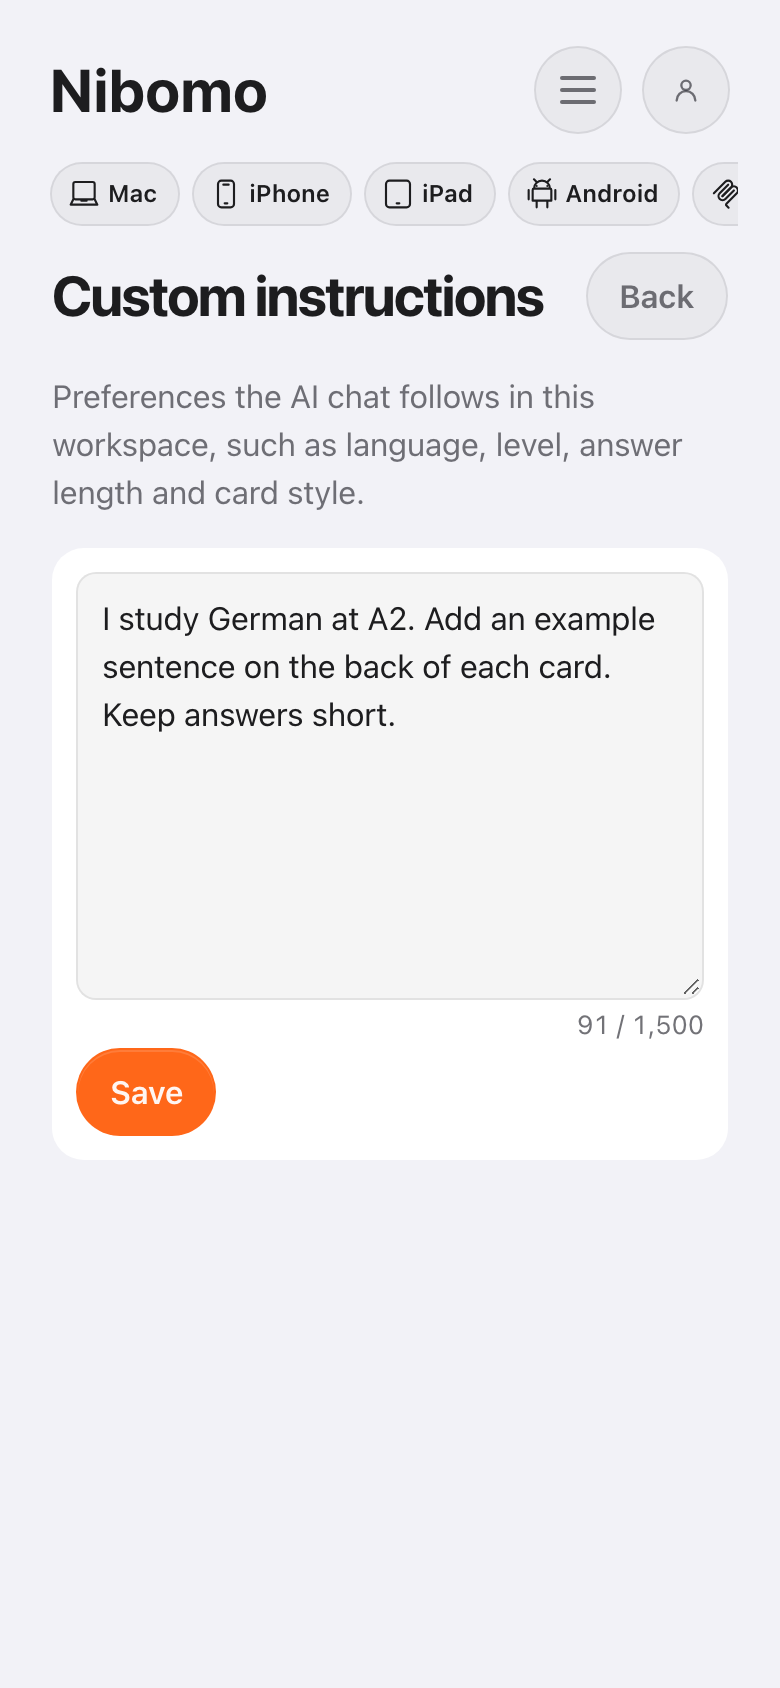 Nibomo
Mac
iPhone
iPad
Android
Custom instructions
Back
Preferences the AI chat follows in this
workspace, such as language, level, answer
length and card style.
I study German at A2. Add an example
sentence on the back of each card.
Keep answers short.
91 / 1,500
Save